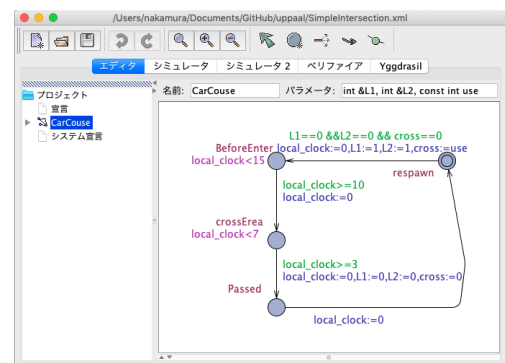 /Users/nakamura/Documents/GitHub/uppaal/SimpleIntersection.xml
エディタ シミュレータ シミュレータ 2 ベリファイア Yggdrasil
プロジェクト
宣言
CarCouse
システム宣言
名前: CarCouse パラメータ: int &L1, int &L2, const int use
L1==0 &&L2==0 && cross==0
BeforeEnter local_clock:=0,L1:=1,L2:=1,cross:=use
local_clock<15
respawn
local_clock>=10
local_clock:=0
crossErea
local_clock<7
local_clock>=3
local_clock:=0,L1:=0,L2:=0,cross:=0
Passed
local_clock:=0